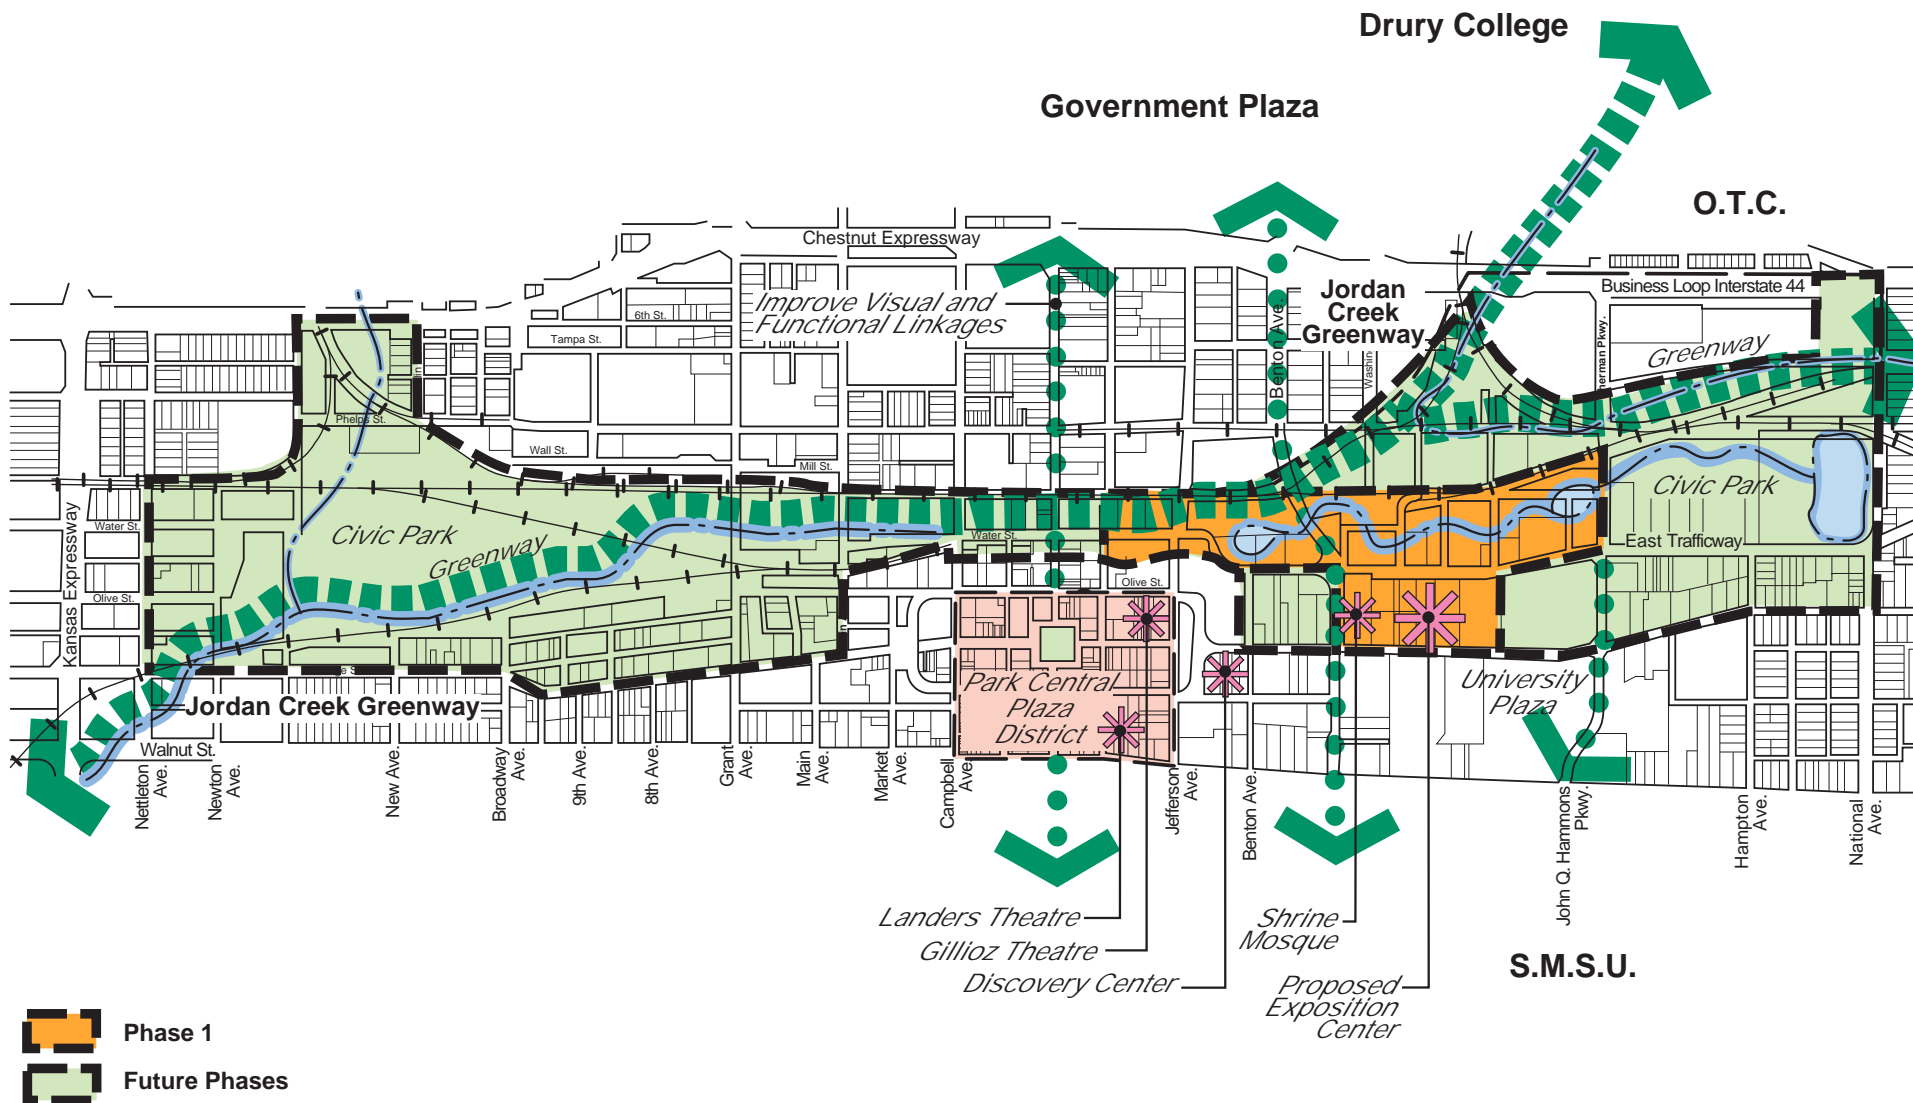 Drury College
Government Plaza
O.T.C.
Chestnut Expressway
Business Loop Interstate 44
Improve Visual and
Functional Linkages
6th St.
Tampa St.
Benton Ave.
Jordan
Creek
Greenway
Greenway
Phelps St.
Wall St.
Mill St.
Kansas Expressway
Water St.
Civic Park
Greenway
Water St.
Civic Park
East Trafficway
Olive St.
Olive St.
Park Central
Plaza
District
University
Plaza
Jordan Creek Greenway
Walnut St.
Nettleton
Ave.
Newton
Ave.
New Ave.
Broadway
Ave.
9th Ave.
8th Ave.
Grant
Ave.
Main
Ave.
Market
Ave.
Campbell
Ave.
Jefferson
Ave.
Benton Ave.
John Q. Hammons
Pkwy.
Hampton
Ave.
National
Ave.
Landers Theatre
Gillioz Theatre
Discovery Center
Shrine
Mosque
Proposed
Exposition
Center
S.M.S.U.
Phase 1
Future Phases